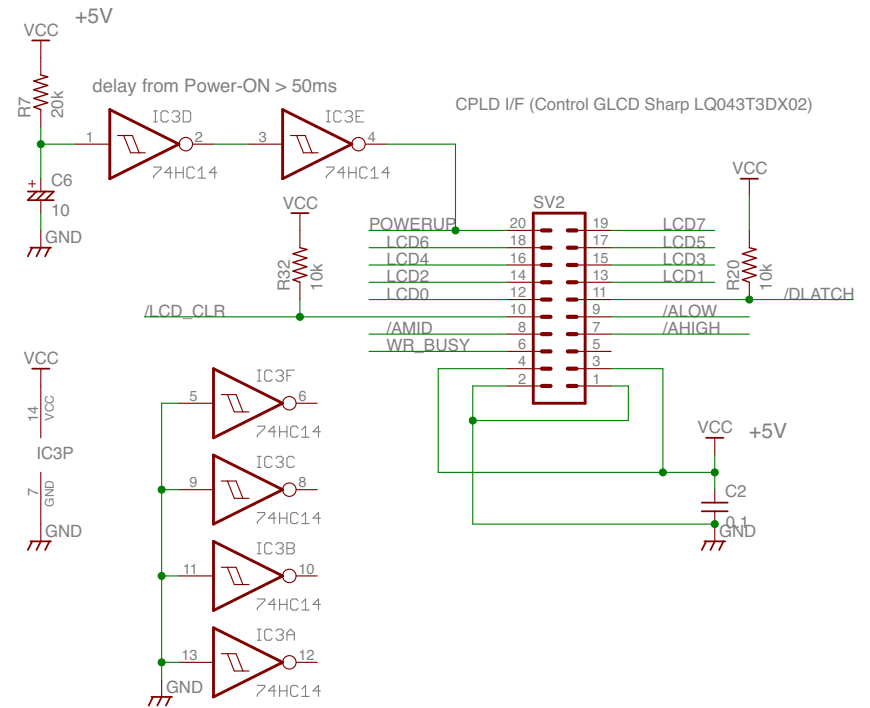 +5V
VCC
R7
20k
delay from Power-ON > 50ms
IC3D
1
2
74HC14
IC3E
3
4
74HC14
CPLD I/F (Control GLCD Sharp LQ043T3DX02)
+
C6
10
GND
VCC
R32
10k
VCC
R20
10k
SV2
POWERUP 20 19 LCD7
LCD6 18 17 LCD5
LCD4 16 15 LCD3
LCD2 14 13 LCD1
LCD0 12 11 /DLATCH
/LCD_CLR 10 9 /ALOW
/AMID 8 7 /AHIGH
WR_BUSY 6 5
4 3
2 1
VCC
14
VCC
IC3P
7
GND
GND
IC3F
5
6
74HC14
IC3C
9
8
74HC14
IC3B
11
10
74HC14
IC3A
13
12
74HC14
GND
VCC
+5V
C2
0.1
GND